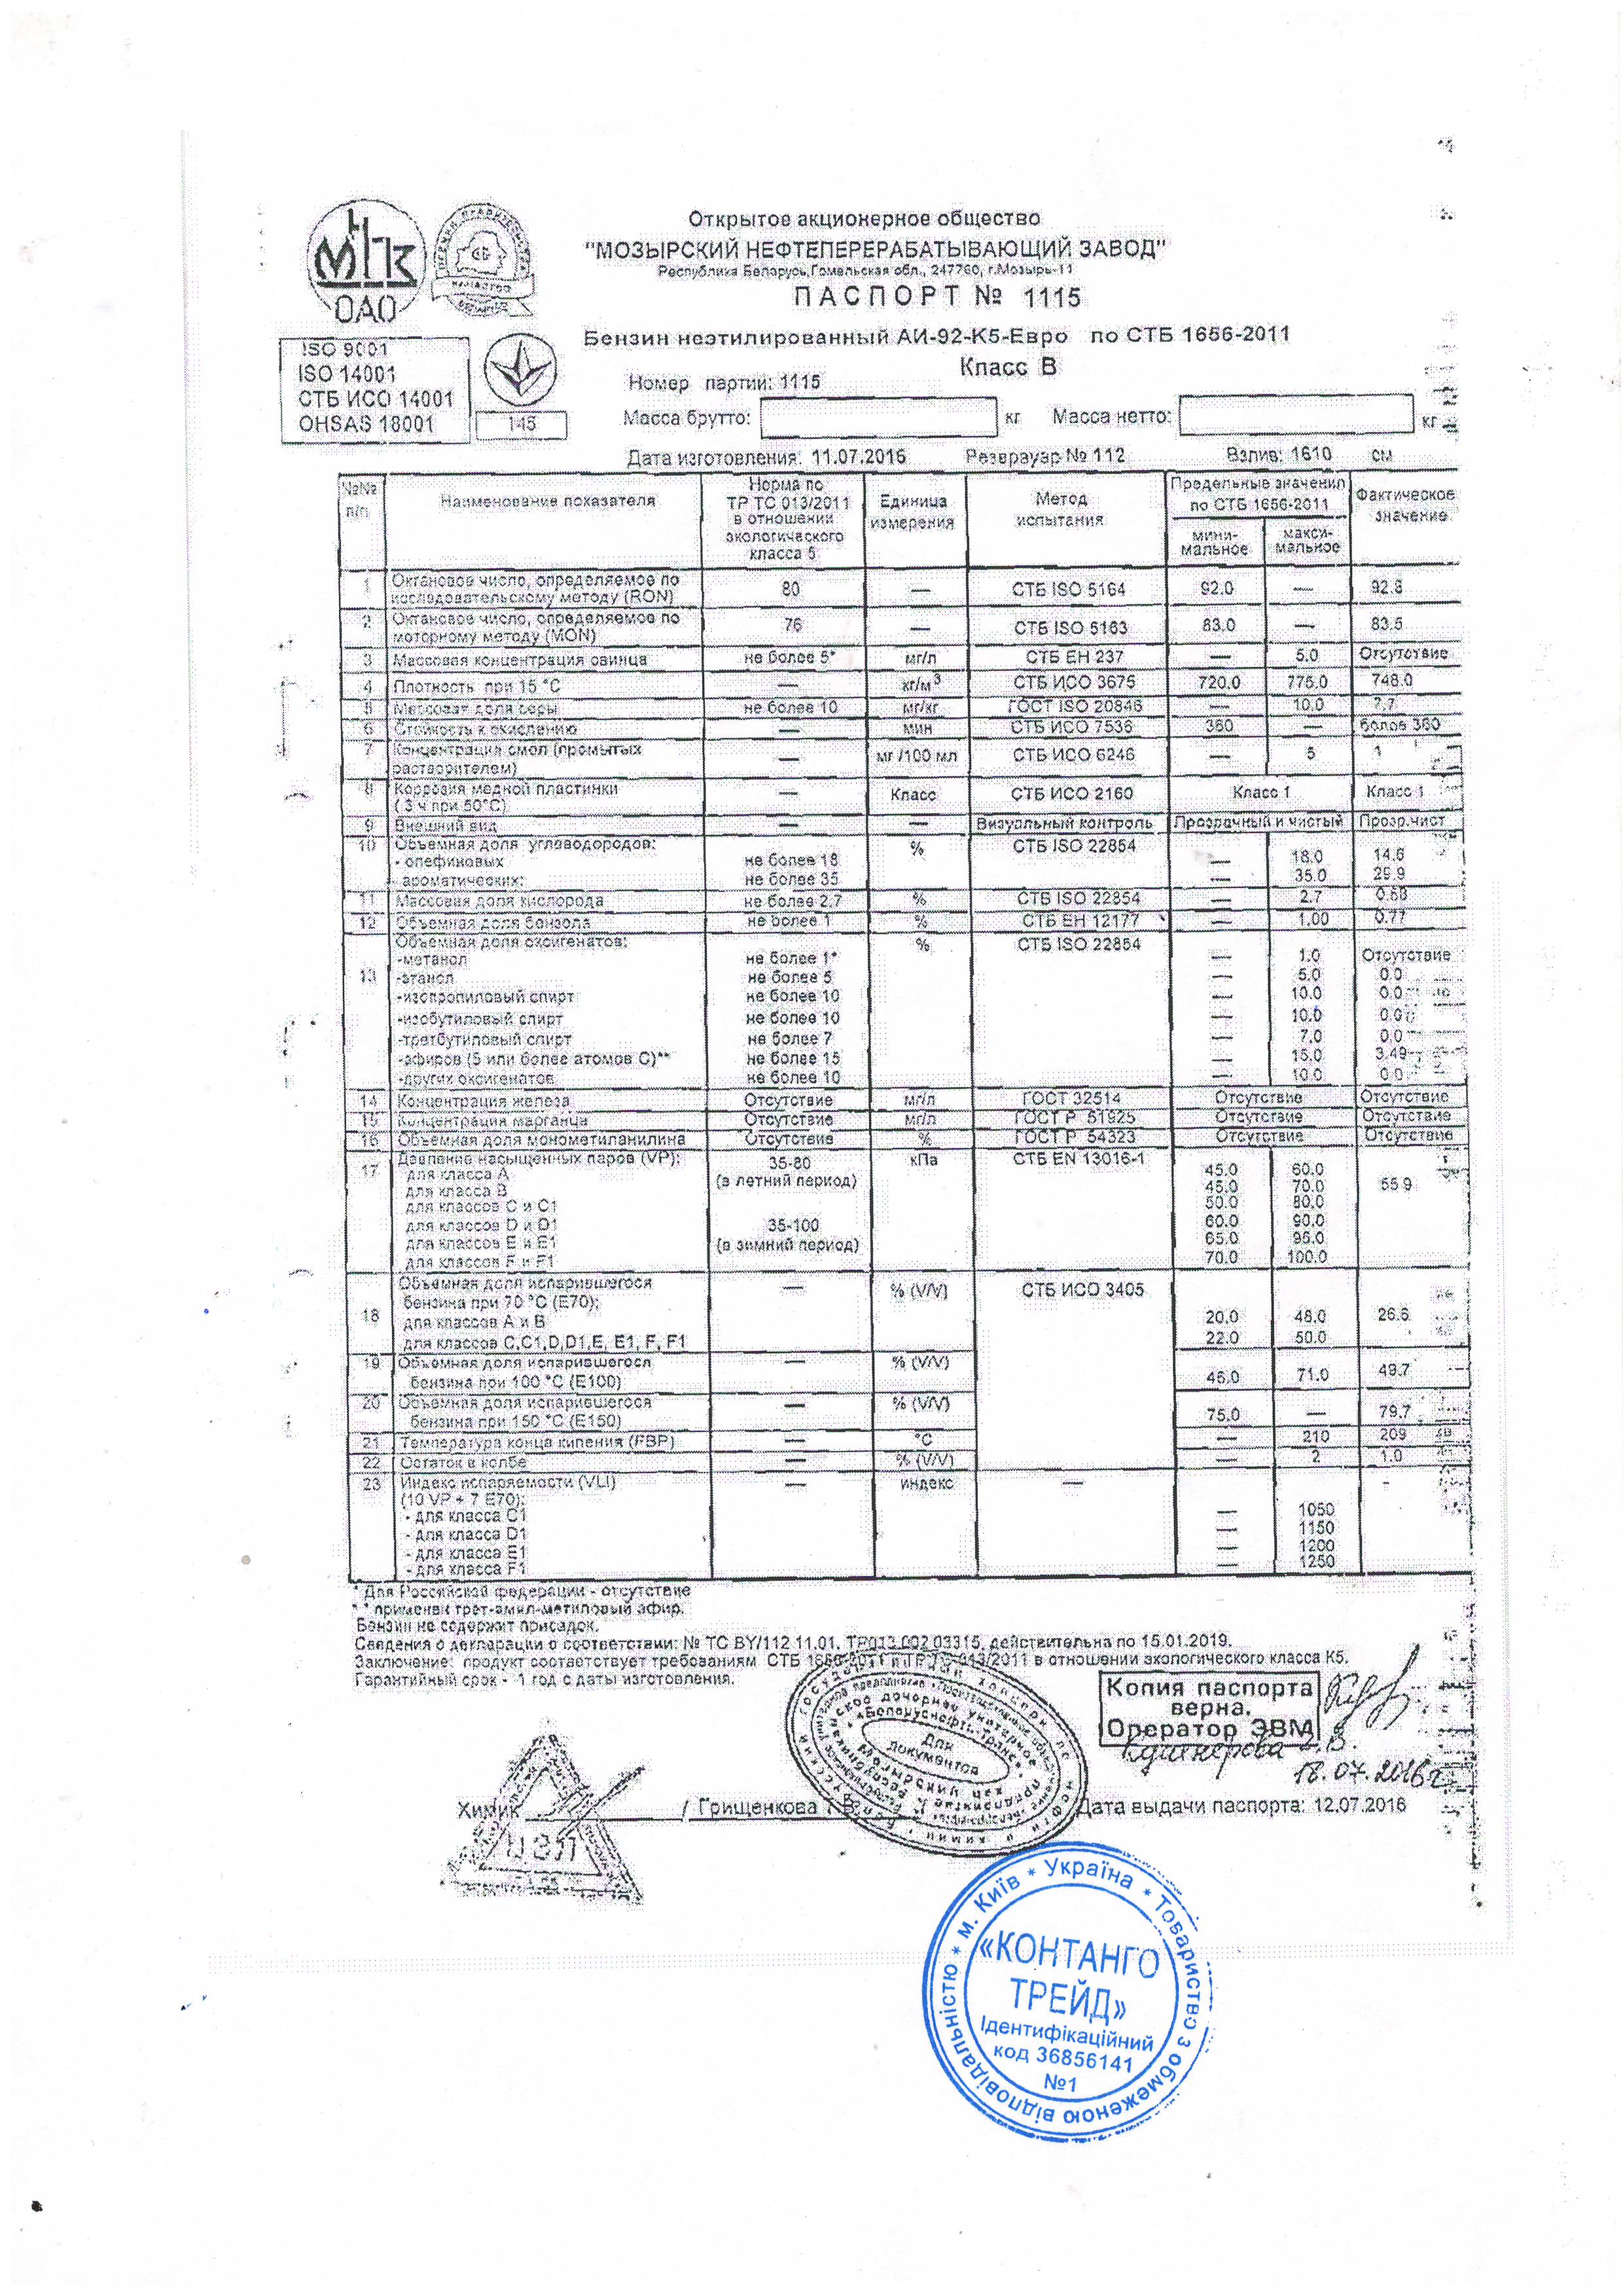 МНПЗ
ОАО
Открытое акционерное общество
"МОЗЫРСКИЙ НЕФТЕПЕРЕРАБАТЫВАЮЩИЙ ЗАВОД"
Республика Беларусь, Гомельская обл., 247760, г.Мозырь-11
ПАСПОРТ № 1115
Бензин неэтилированный АИ-92-К5-Евро по СТБ 1656-2011
Класс В
ISO 9001
ISO 14001
СТБ ИСО 14001
OHSAS 18001
145
Номер партии: 1115
Масса брутто: кг Масса нетто: кг
Дата изготовления: 11.07.2016 Резервуар № 112 Взлив: 1610 см
№№ п/п Наименование показателя Норма по ТР ТС 013/2011 в отношении экологического класса 5 Единица измерения Метод испытания Предельные значения по СТБ 1656-2011 мини-мальное макси-мальное Фактическое значение
1 Октановое число, определяемое по исследовательскому методу (RON) 80 — СТБ ISO 5164 92.0 — 92.8
2 Октановое число, определяемое по моторному методу (MON) 76 — СТБ ISO 5163 83.0 — 83.5
3 Массовая концентрация свинца не более 5* мг/л СТБ ЕН 237 — 5.0 Отсутствие
4 Плотность при 15 °С — кг/м³ СТБ ИСО 3675 720.0 775.0 748.0
5 Массовая доля серы не более 10 мг/кг ГОСТ ISO 20846 — 10.0 7.7
6 Стойкость к окислению — мин СТБ ИСО 7536 360 — более 360
7 Концентрация смол (промытых растворителем) — мг /100 мл СТБ ИСО 6246 — 5 1
8 Коррозия медной пластинки ( 3 ч при 50°С) — Класс СТБ ИСО 2160 Класс 1 Класс 1
9 Внешний вид — — Визуальный контроль Прозрачный и чистый Прозр.чист
10 Объемная доля углеводородов: % СТБ ISO 22854
- олефиновых не более 18 — 18.0 14.6
- ароматических: не более 35 — 35.0 29.9
11 Массовая доля кислорода не более 2,7 % СТБ ISO 22854 — 2.7
12 Объемная доля бензола не более 1 % СТБ ЕН 12177 — 1.00 0.77
13 Объемная доля оксигенатов: % СТБ ISO 22854
-метанол не более 1* — 1.0 Отсутствие
-этанол не более 5 — 5.0 0.0
-изопропиловый спирт не более 10 — 10.0 0.0
-изобутиловый спирт не более 10 — 10.0 0.0
-третбутиловый спирт не более 7 — 7.0 0.0
-эфиров (5 или более атомов С)** не более 15 — 15.0 3.49
-других оксигенатов не более 10 — 10.0 0.0
14 Концентрация железа Отсутствие мг/л ГОСТ 32514 Отсутствие Отсутствие
15 Концентрация марганца Отсутствие мг/л ГОСТ Р 51925 Отсутствие Отсутствие
16 Объемная доля монометиланилина Отсутствие % ГОСТ Р 54323 Отсутствие Отсутствие
17 Давление насыщенных паров (VP): 35-80 (в летний период) кПа СТБ EN 13016-1
для класса А 45.0 60.0
для класса В 45.0 70.0 55.9
для классов С и С1 50.0 80.0
для классов D и D1 35-100 60.0 90.0
для классов Е и Е1 (в зимний период) 65.0 95.0
для классов F и F1 70.0 100.0
18 Объемная доля испарившегося бензина при 70 °С (Е70): — % (V/V) СТБ ИСО 3405
для классов А и В 20.0 48.0 26.6
для классов С,С1,D,D1,Е, Е1, F, F1 22.0 50.0
19 Объемная доля испарившегося бензина при 100 °С (Е100) — % (V/V) 46.0 71.0 49.7
20 Объемная доля испарившегося бензина при 150 °С (Е150) — % (V/V) 75.0 — 79.7
21 Температура конца кипения (FBP) — °С — 210 209
22 Остаток в колбе — % (V/V) — 2 1.0
23 Индекс испаряемости (VLI) — индекс — -
(10 VP + 7 Е70):
- для класса С1 — 1050
- для класса D1 — 1150
- для класса Е1 — 1200
- для класса F1 — 1250
* Для Российской федерации - отсутствие
** применен трет-амил-метиловый эфир.
Бензин не содержит присадок.
Сведения о декларации о соответствии: № ТС BY/112 11.01. ТР013 002 03315, действительна по 15.01.2019.
Заключение: продукт соответствует требованиям СТБ 1656-2011 и ТР ТС 013/2011 в отношении экологического класса К5.
Гарантийный срок - 1 год с даты изготовления.
Копия паспорта
верна.
Оператор ЭВМ
18.07.2016г
Для
документов
Химик / Грищенкова
Дата выдачи паспорта: 12.07.2016
ЦЗЛ
* м. Київ * Україна * Товариство з обмеженою відповідальністю
«КОНТАНГО
ТРЕЙД»
Ідентифікаційний
код 36856141
№1